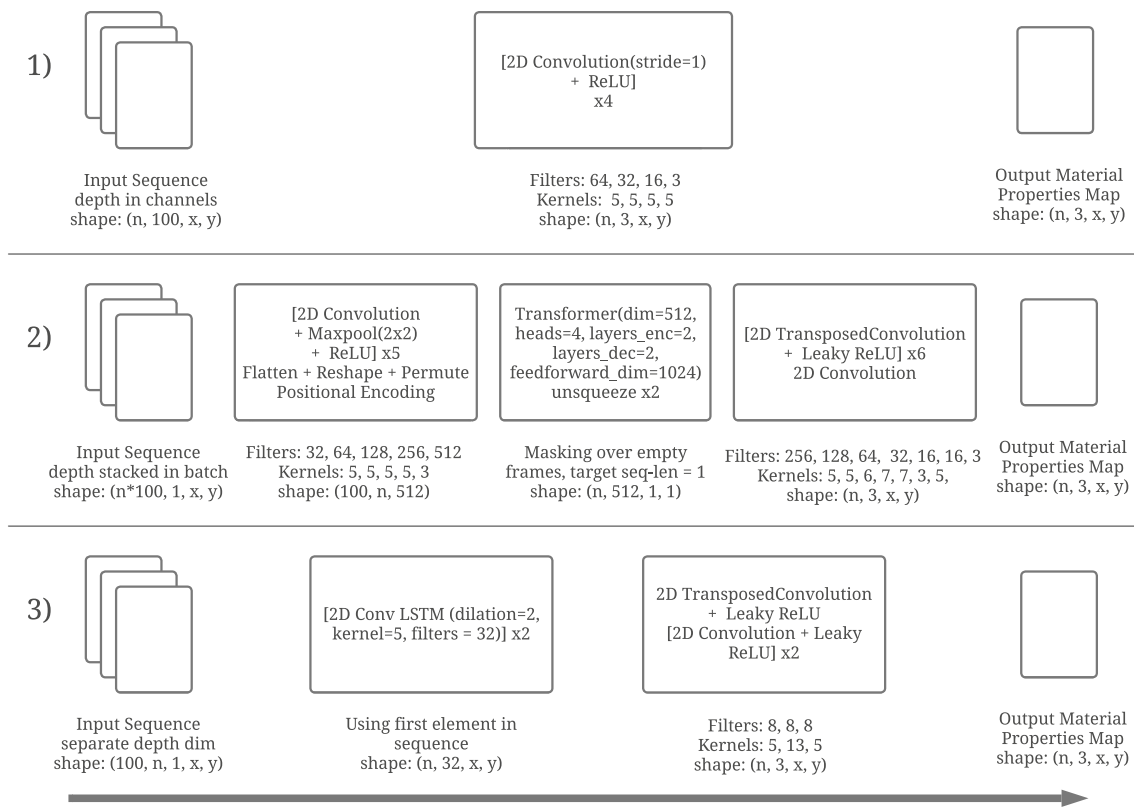 1)
[2D Convolution(stride=1)
+ ReLU]
x4
Input Sequence
depth in channels
shape: (n, 100, x, y)
Filters: 64, 32, 16, 3
Kernels: 5, 5, 5, 5
shape: (n, 3, x, y)
Output Material
Properties Map
shape: (n, 3, x, y)
2)
[2D Convolution
+ Maxpool(2x2)
+ ReLU] x5
Flatten + Reshape + Permute
Positional Encoding
Transformer(dim=512,
heads=4, layers_enc=2,
layers_dec=2,
feedforward_dim=1024)
unsqueeze x2
[2D TransposedConvolution
+ Leaky ReLU] x6
2D Convolution
Input Sequence
depth stacked in batch
shape: (n*100, 1, x, y)
Filters: 32, 64, 128, 256, 512
Kernels: 5, 5, 5, 5, 3
shape: (100, n, 512)
Masking over empty
frames, target seq-len = 1
shape: (n, 512, 1, 1)
Filters: 256, 128, 64, 32, 16, 16, 3
Kernels: 5, 5, 6, 7, 7, 3, 5,
shape: (n, 3, x, y)
Output Material
Properties Map
shape: (n, 3, x, y)
3)
[2D Conv LSTM (dilation=2,
kernel=5, filters = 32)] x2
2D TransposedConvolution
+ Leaky ReLU
[2D Convolution + Leaky
ReLU] x2
Input Sequence
separate depth dim
shape: (100, n, 1, x, y)
Using first element in
sequence
shape: (n, 32, x, y)
Filters: 8, 8, 8
Kernels: 5, 13, 5
shape: (n, 3, x, y)
Output Material
Properties Map
shape: (n, 3, x, y)